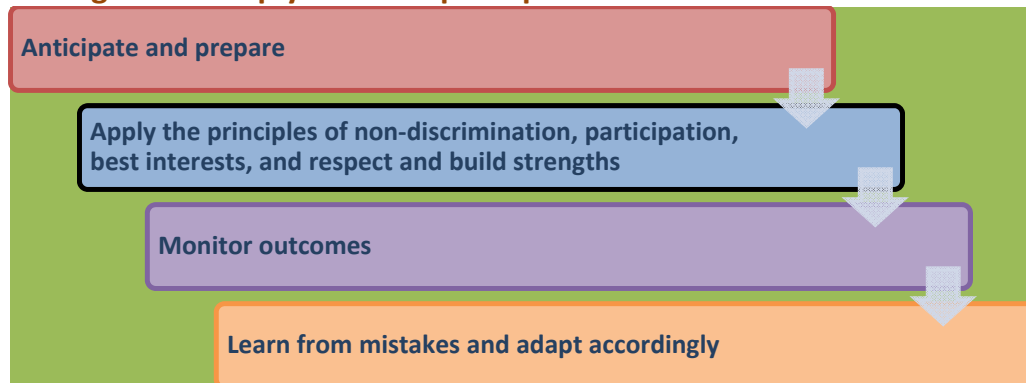 Anticipate and prepare
Apply the principles of non-discrimination, participation,
best interests, and respect and build strengths
Monitor outcomes
Learn from mistakes and adapt accordingly